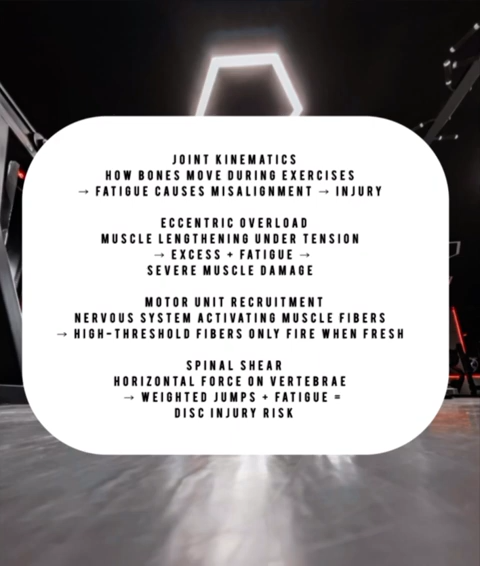 JOINT KINEMATICS
HOW BONES MOVE DURING EXERCISES
→ FATIGUE CAUSES MISALIGNMENT → INJURY
ECCENTRIC OVERLOAD
MUSCLE LENGTHENING UNDER TENSION
→ EXCESS + FATIGUE →
SEVERE MUSCLE DAMAGE
MOTOR UNIT RECRUITMENT
NERVOUS SYSTEM ACTIVATING MUSCLE FIBERS
→ HIGH-THRESHOLD FIBERS ONLY FIRE WHEN FRESH
SPINAL SHEAR
HORIZONTAL FORCE ON VERTEBRAE
→ WEIGHTED JUMPS + FATIGUE =
DISC INJURY RISK